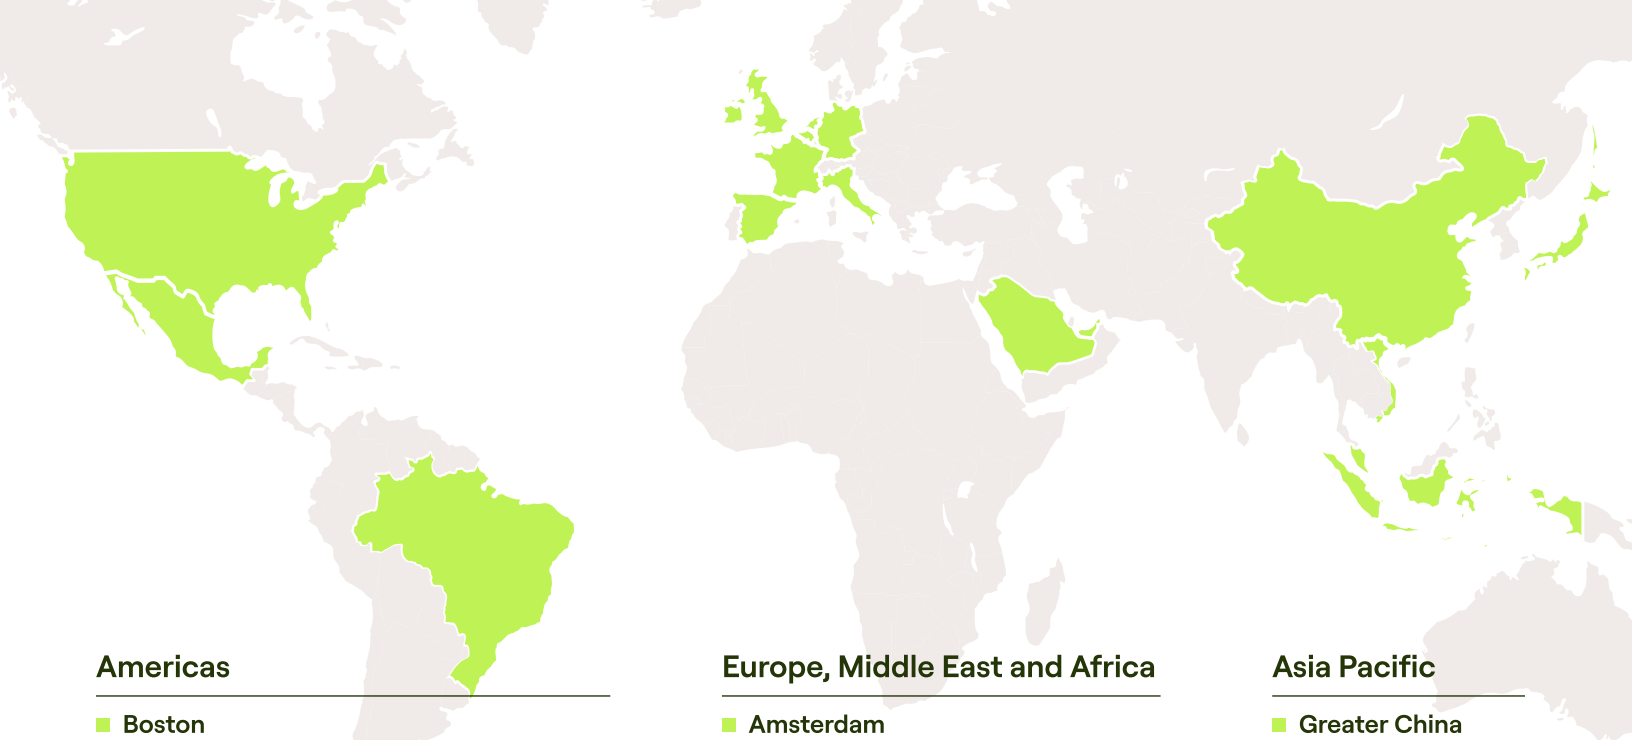 Americas
Boston
Europe, Middle East and Africa
Amsterdam
Asia Pacific
Greater China